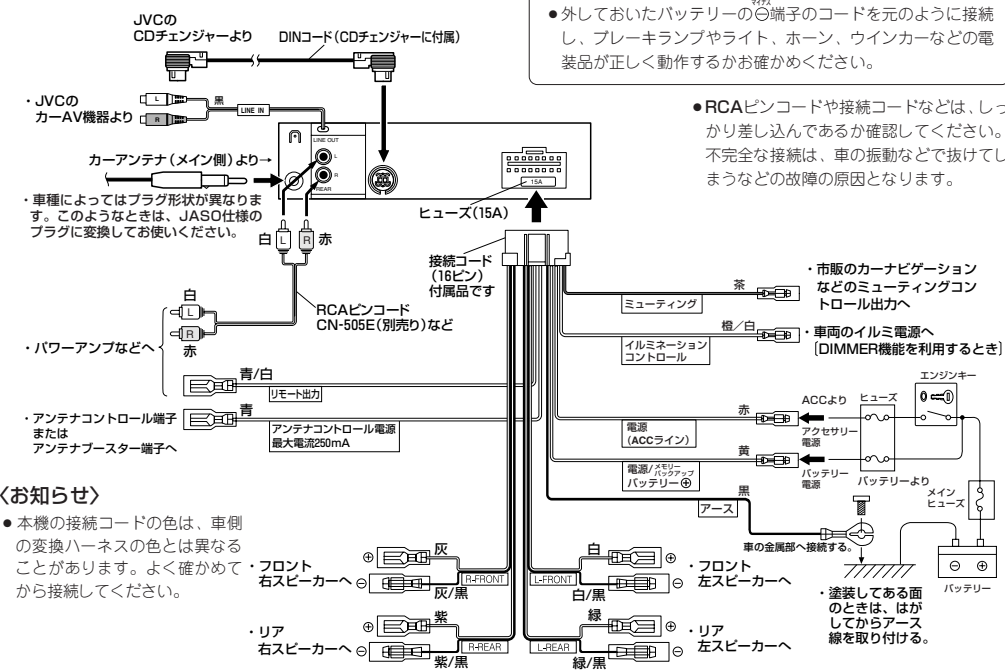 JVCの
CDチェンジャーより
DINコード(CDチェンジャーに付属)
マイナス
●外しておいたバッテリーの⊖端子のコードを元のように接続
し、ブレーキランプやライト、ホーン、ウインカーなどの電
装品が正しく動作するかお確かめください。
●RCAピンコードや接続コードなどは、しっ
かり差し込んであるか確認してください。
不完全な接続は、車の振動などで抜けてし
まうなどの故障の原因となります。
・JVCの
カーAV機器より
L
R
黒
LINE IN
LINE OUT
L
R
REAR
15A
カーアンテナ(メイン側)より→
・車種によってはプラグ形状が異なりま
す。このようなときは、JASO仕様の
プラグに変換してお使いください。
ヒューズ(15A)
白 L R 赤
接続コード
(16ピン)
付属品です
RCAピンコード
CN-505E(別売り)など
白
L
R
赤
・パワーアンプなどへ
青/白
リモート出力
・アンテナコントロール端子
または
アンテナブースター端子へ
青
アンテナコントロール電源
最大電流250mA
茶
ミューティング
・市販のカーナビゲーション
などのミューティングコン
トロール出力へ
橙/白
イルミネーション
コントロール
・車両のイルミ電源へ
[DIMMER機能を利用するとき]
エンジンキー
赤
電源
(ACCライン)
ACCより
アクセサリー
電源
ヒューズ
黄
電源/メモリーバックアップ
バッテリー⊕
バッテリー
電源
バッテリーより
メイン
ヒューズ
黒
アース
車の金属部へ接続する。
⊖ ⊕
バッテリー
・塗装してある面
のときは、はが
してからアース
線を取り付ける。
〈お知らせ〉
●本機の接続コードの色は、車側
の変換ハーネスの色とは異なる
ことがあります。よく確かめて
から接続してください。
・フロント
右スピーカーへ
⊕
⊖
灰
R-FRONT
灰/黒
白
L-FRONT
白/黒
⊕
⊖
・フロント
左スピーカーへ
・リア
右スピーカーへ
⊕
⊖
紫
R-REAR
紫/黒
緑
L-REAR
緑/黒
⊕
⊖
・リア
左スピーカーへ